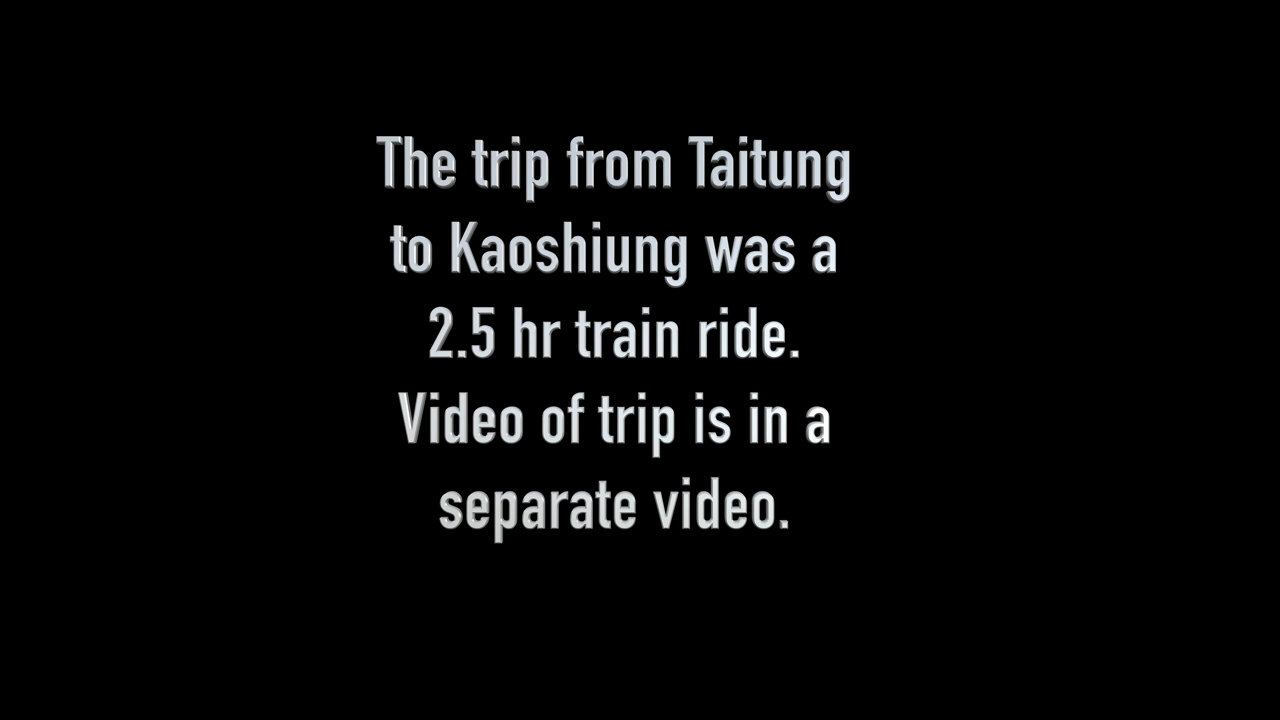 The trip from Taitung
to Kaoshiung was a
2.5 hr train ride.
Video of trip is in a
separate video.